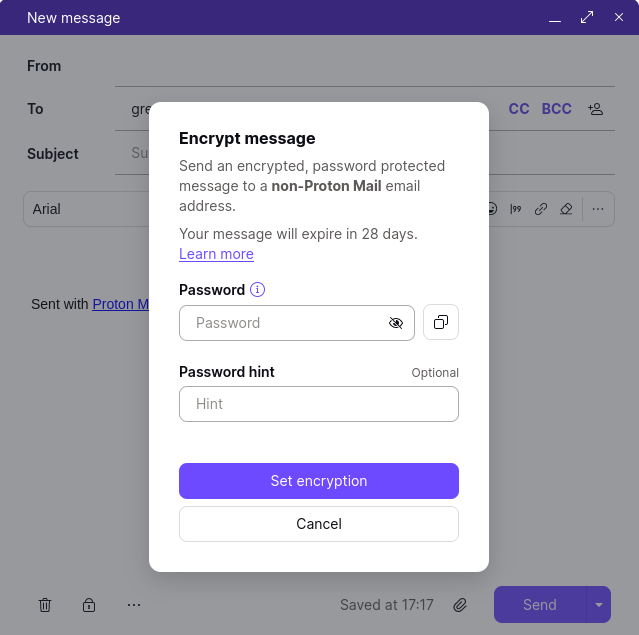 New message
From
To
gre
CC BCC
Subject
Su
Arial
Sent with Proton M
Encrypt message
Send an encrypted, password protected
message to a non-Proton Mail email
address.
Your message will expire in 28 days.
Learn more
Password
Password
Password hint
Optional
Hint
Set encryption
Cancel
Saved at 17:17
Send